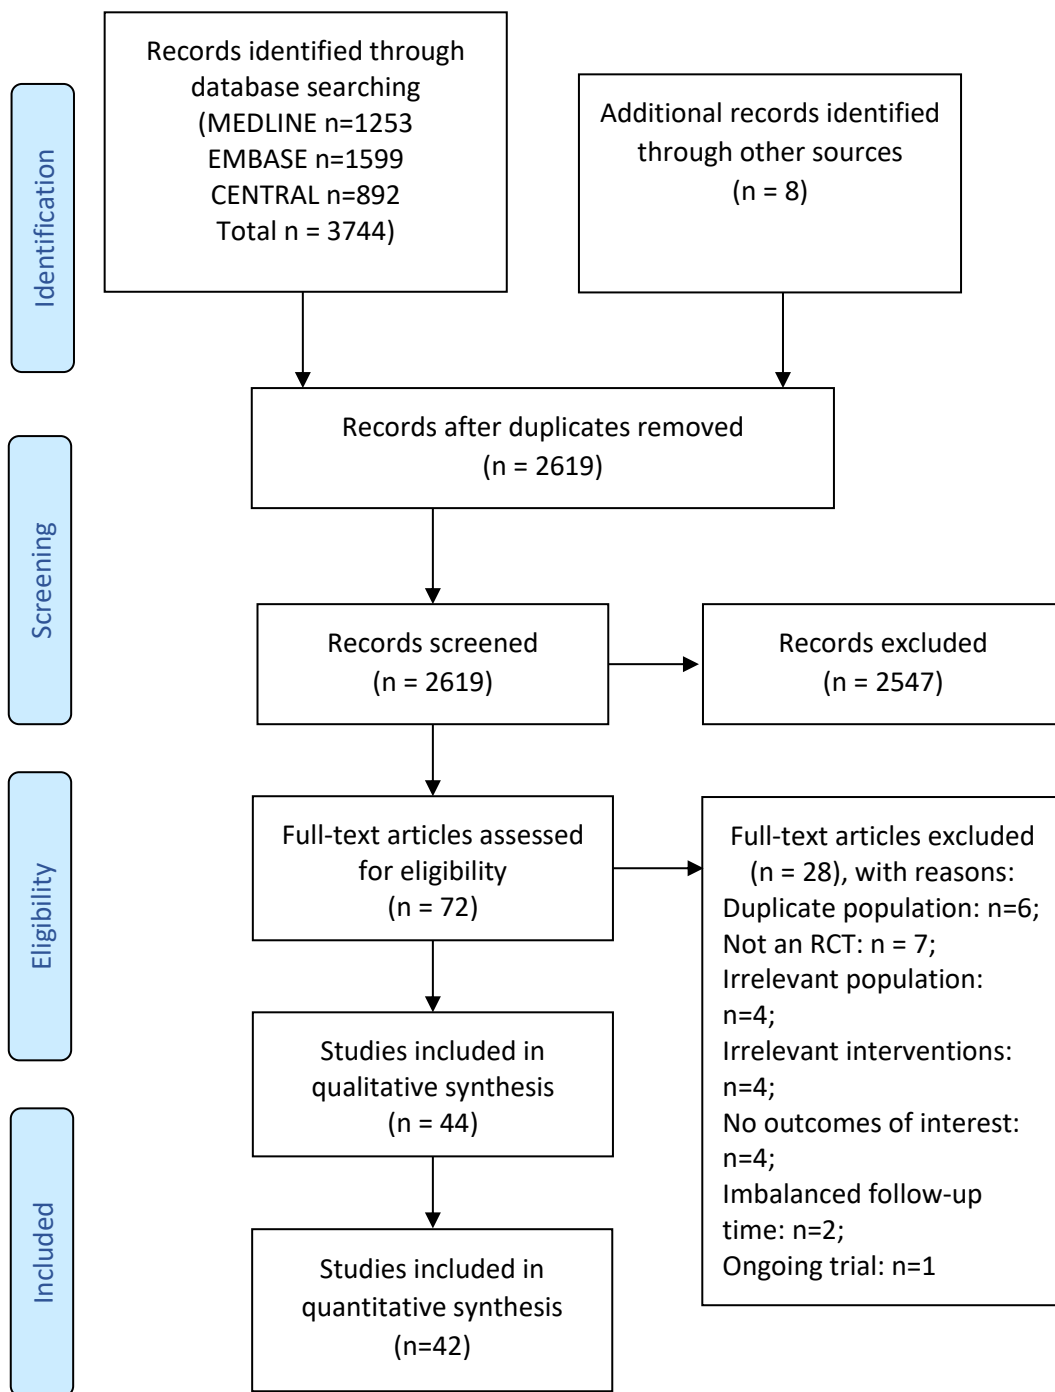 Identification
Records identified through
database searching
(MEDLINE n=1253
EMBASE n=1599
CENTRAL n=892
Total n = 3744)
Additional records identified
through other sources
(n = 8)
Records after duplicates removed
(n = 2619)
Screening
Records screened
(n = 2619)
Records excluded
(n = 2547)
Eligibility
Full-text articles assessed
for eligibility
(n = 72)
Full-text articles excluded
(n = 28), with reasons:
Duplicate population: n=6;
Not an RCT: n = 7;
Irrelevant population:
n=4;
Irrelevant interventions:
n=4;
No outcomes of interest:
n=4;
Imbalanced follow-up
time: n=2;
Ongoing trial: n=1
Studies included in
qualitative synthesis
(n = 44)
Included
Studies included in
quantitative synthesis
(n=42)